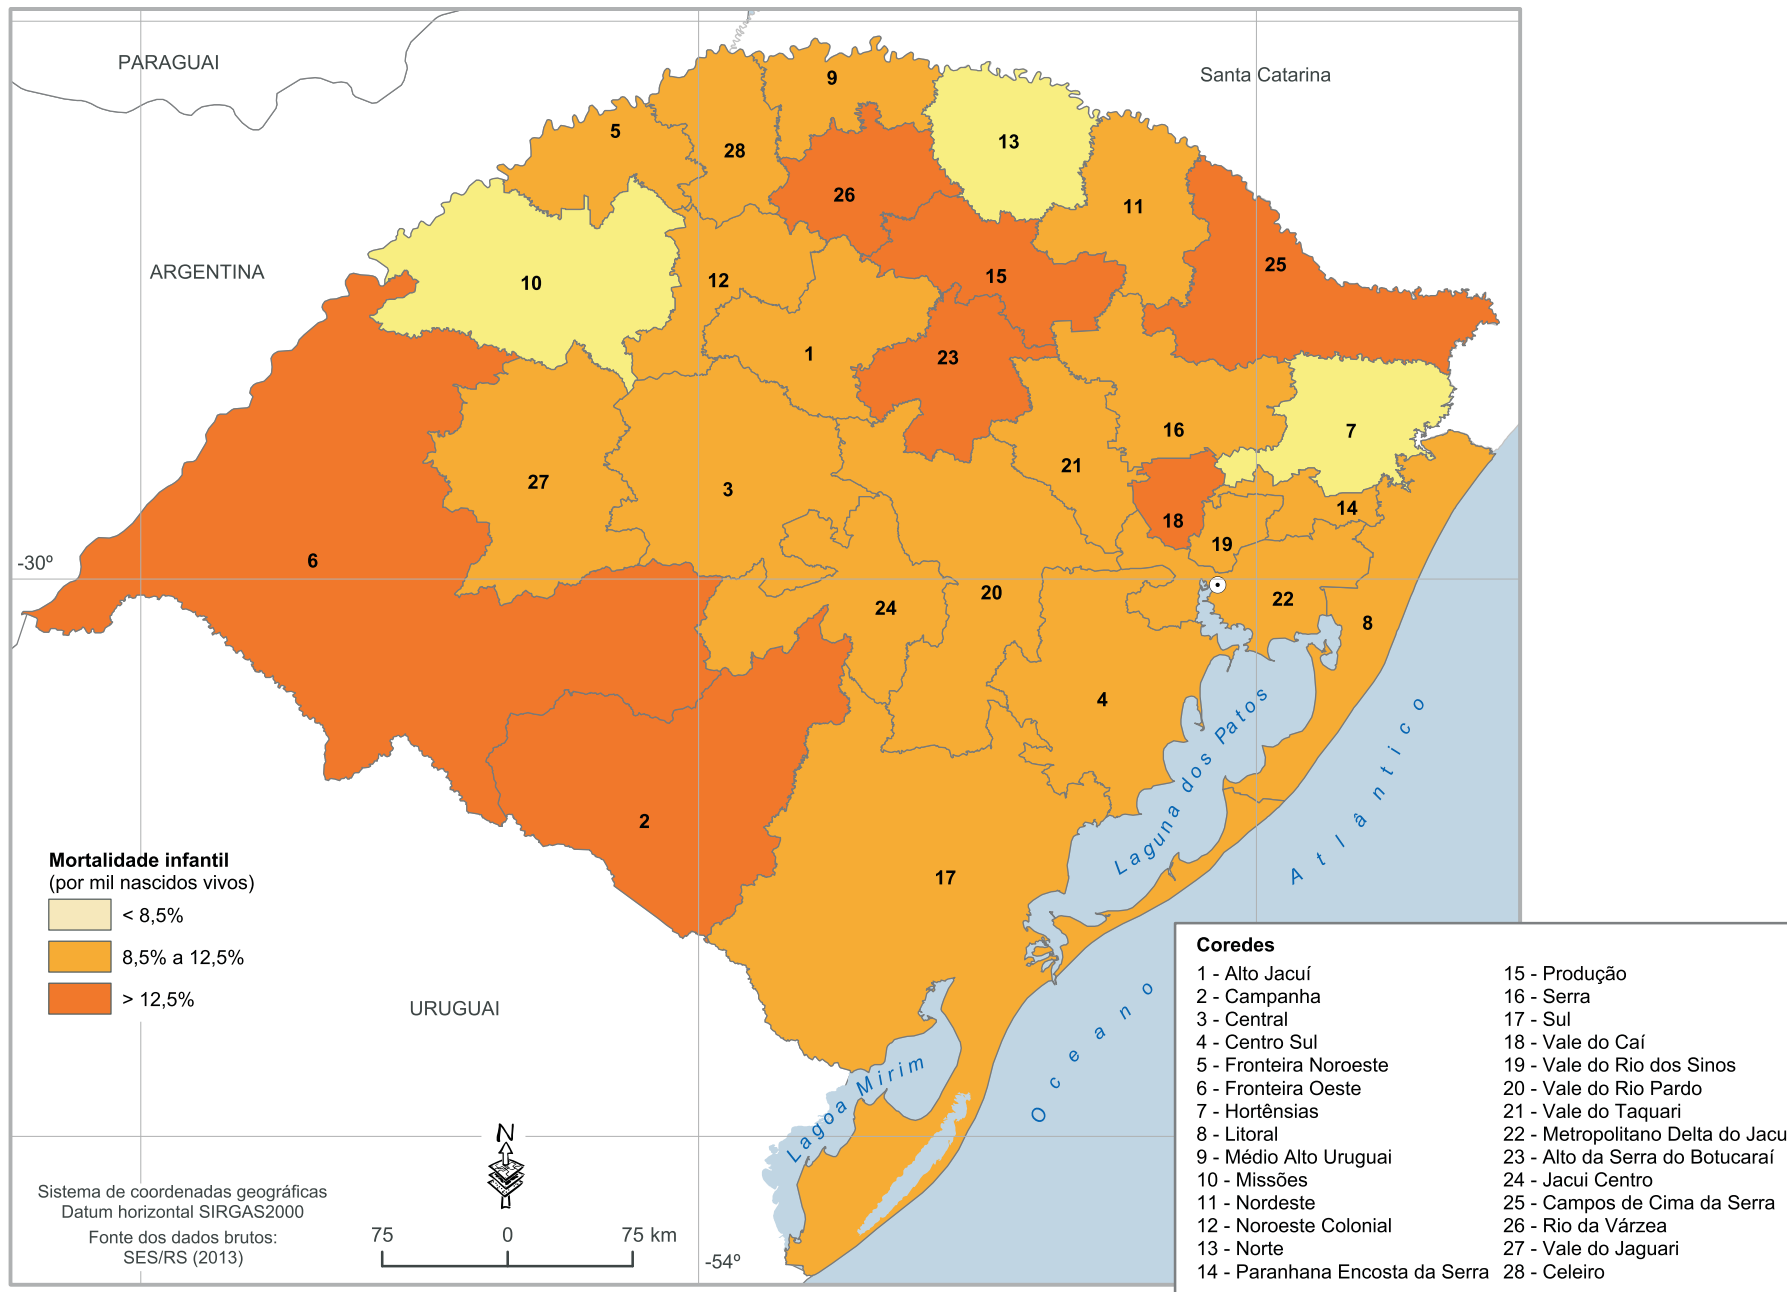 PARAGUAI
Santa Catarina
ARGENTINA
URUGUAI
9
5
28
13
26
11
25
10
12
15
1
23
7
16
21
27
3
14
18
19
6
-30º
20
24
22
8
4
2
17
Laguna dos Patos
Oceano Atlântico
Lagoa Mirim
Mortalidade infantil
(por mil nascidos vivos)
< 8,5%
8,5% a 12,5%
> 12,5%
N
Sistema de coordenadas geográficas
Datum horizontal SIRGAS2000
Fonte dos dados brutos:
SES/RS (2013)
75 0 75 km
-54º
Coredes
1 - Alto Jacuí
2 - Campanha
3 - Central
4 - Centro Sul
5 - Fronteira Noroeste
6 - Fronteira Oeste
7 - Hortênsias
8 - Litoral
9 - Médio Alto Uruguai
10 - Missões
11 - Nordeste
12 - Noroeste Colonial
13 - Norte
14 - Paranhana Encosta da Serra
15 - Produção
16 - Serra
17 - Sul
18 - Vale do Caí
19 - Vale do Rio dos Sinos
20 - Vale do Rio Pardo
21 - Vale do Taquari
22 - Metropolitano Delta do Jacu
23 - Alto da Serra do Botucaraí
24 - Jacui Centro
25 - Campos de Cima da Serra
26 - Rio da Várzea
27 - Vale do Jaguari
28 - Celeiro